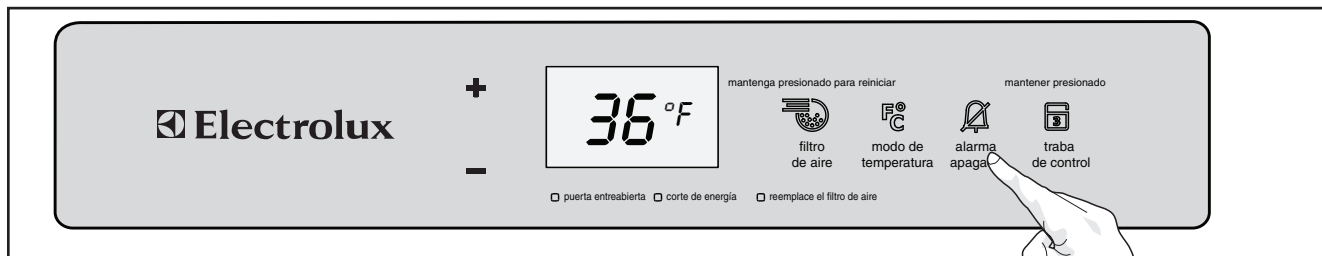 Electrolux
+
−
36°F
mantenga presionado para reiniciar
mantener presionado
F°
C
3
filtro
de aire
modo de
temperatura
alarma
traba
de control
puerta entreabierta
corte de energía
reemplace el filtro de aire